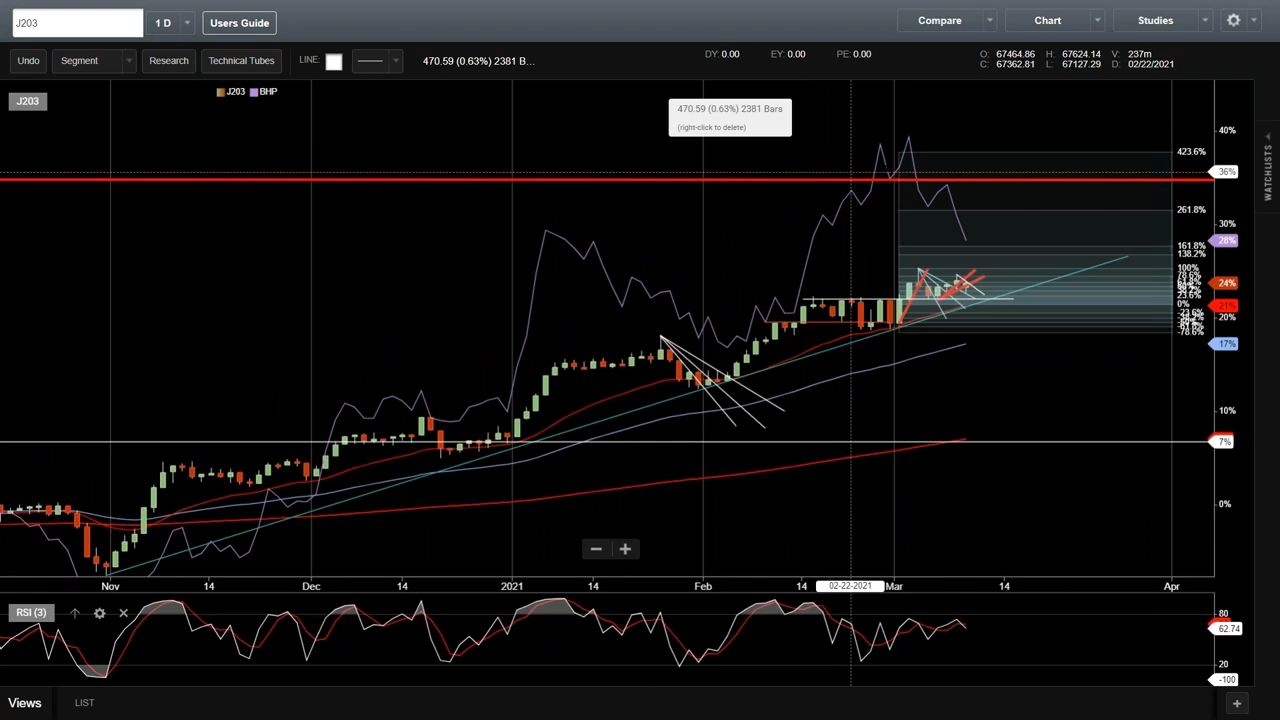 J203
1 D
Users Guide
Compare
Chart
Studies
Undo
Segment
Research
Technical Tubes
LINE:
470.59 (0.63%) 2381 B...
DY: 0.00
EY: 0.00
PE: 0.00
O: 67464.86 H: 67624.14 V: 237m
C: 67362.81 L: 67127.29 D: 02/22/2021
J203
J203 BHP
470.59 (0.63%) 2381 Bars
(right-click to delete)
WATCHLISTS
40%
423.6%
36%
30%
261.8%
28%
161.8%
138.2%
100%
78.6%
24%
23.6%
0%
21%
20%
-23.6%
-78.6%
17%
10%
7%
0%
Nov
14
Dec
14
2021
14
Feb
14
02-22-2021
Mar
14
Apr
RSI (3)
80
62.74
20
-100
Views
LIST